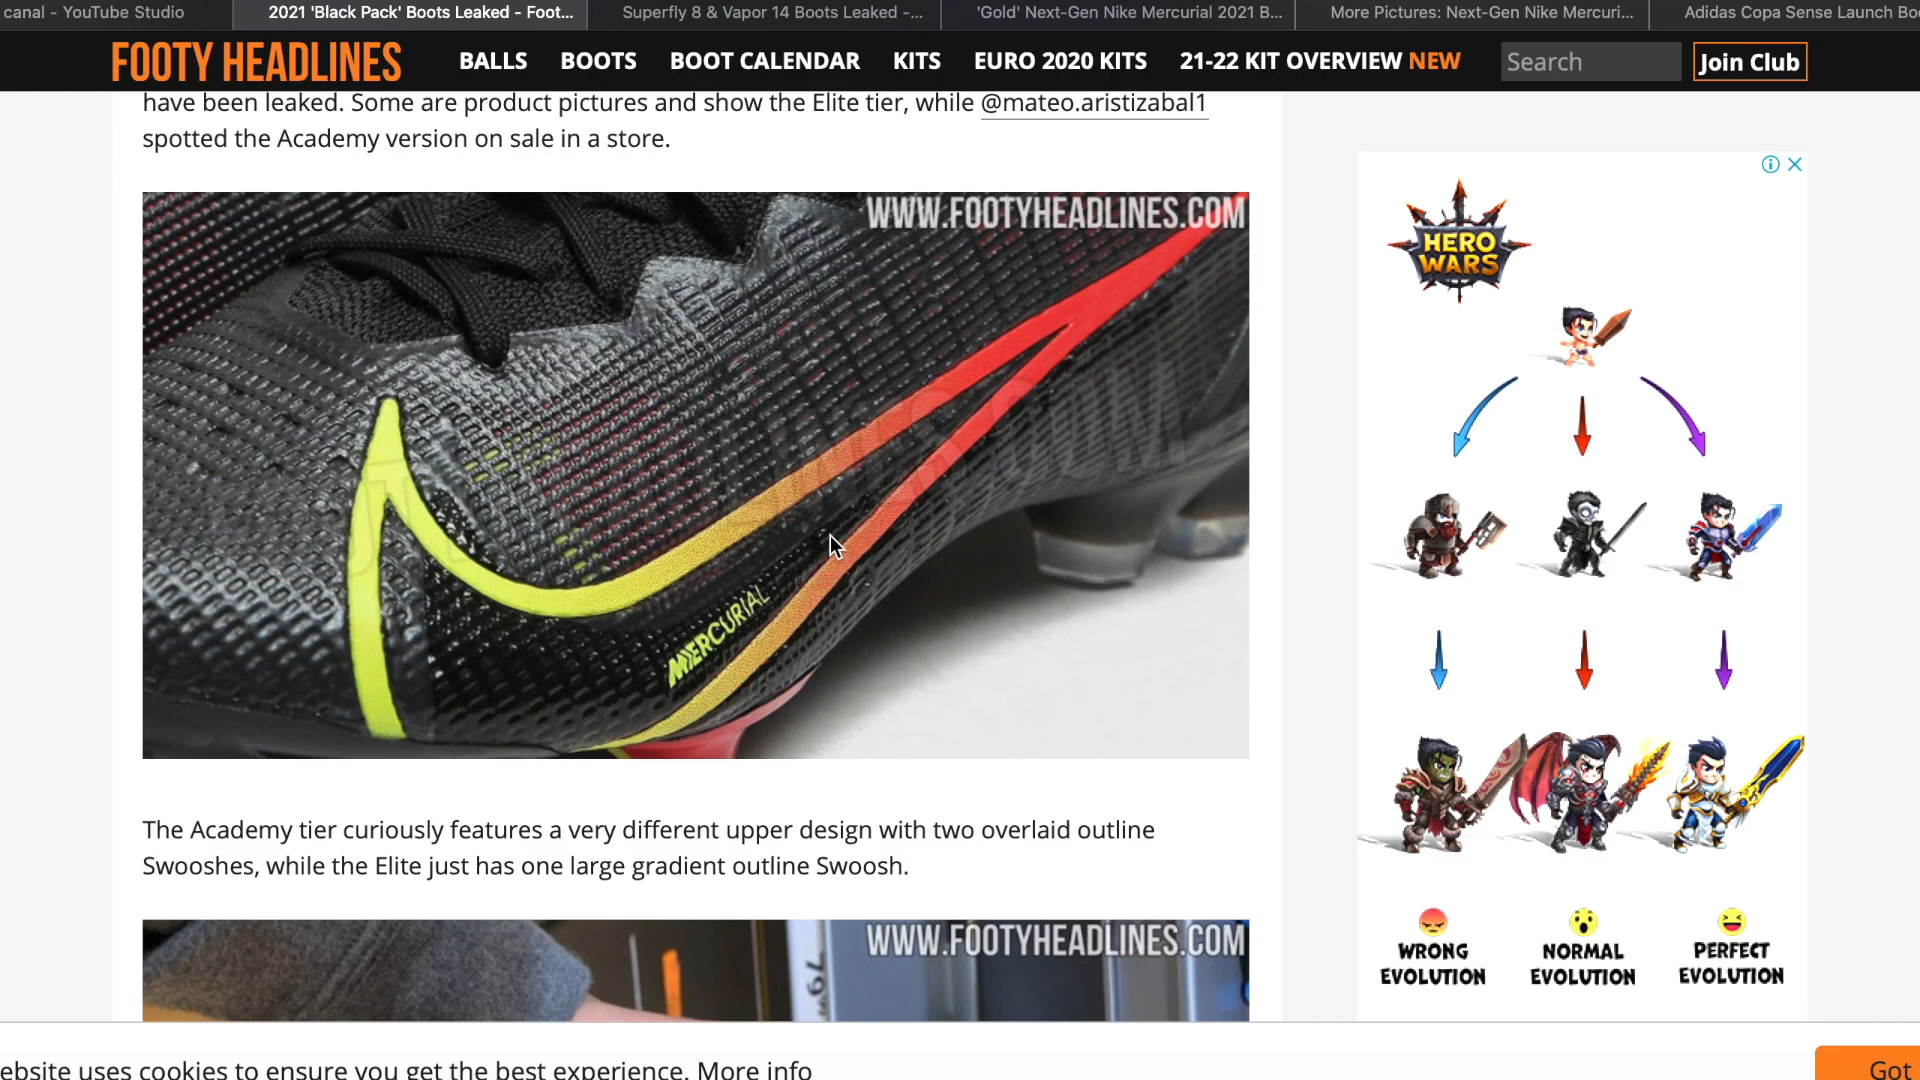 canal - YouTube Studio
2021 'Black Pack' Boots Leaked - Foot...
Superfly 8 & Vapor 14 Boots Leaked -...
'Gold' Next-Gen Nike Mercurial 2021 B...
More Pictures: Next-Gen Nike Mercuri...
Adidas Copa Sense Launch Bo
FOOTY HEADLINES
BALLS
BOOTS
BOOT CALENDAR
KITS
EURO 2020 KITS
21-22 KIT OVERVIEW NEW
Search
Join Club
have been leaked. Some are product pictures and show the Elite tier, while @mateo.aristizabal1
spotted the Academy version on sale in a store.
WWW.FOOTYHEADLINES.COM
MERCURIAL
The Academy tier curiously features a very different upper design with two overlaid outline
Swooshes, while the Elite just has one large gradient outline Swoosh.
WWW.FOOTYHEADLINES.COM
HERO
WARS
WRONG
EVOLUTION
NORMAL
EVOLUTION
PERFECT
EVOLUTION
ebsite uses cookies to ensure you get the best experience. More info
Got